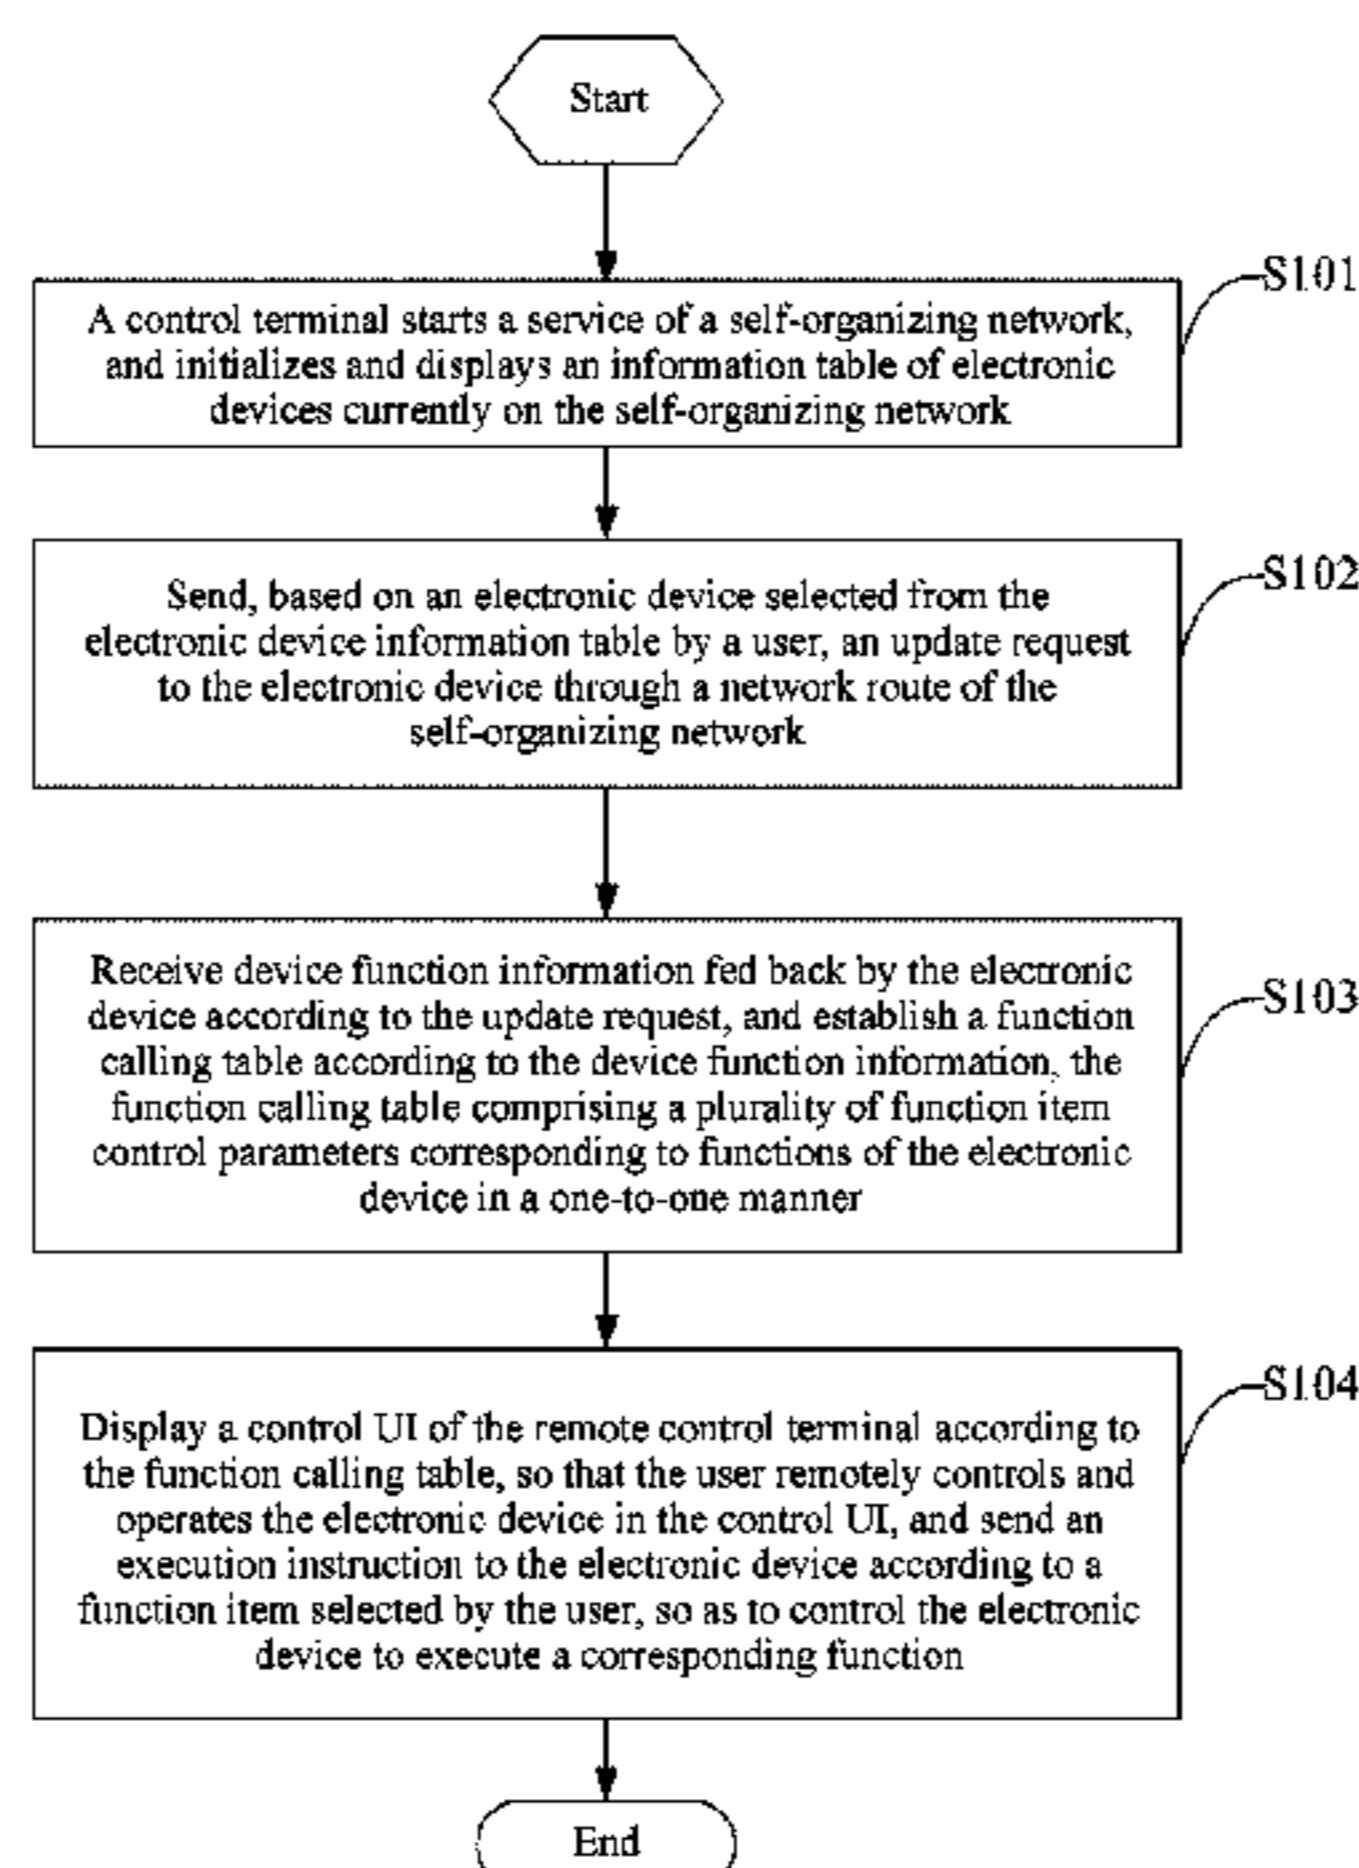 Start
S101
A control terminal starts a service of a self-organizing network,
and initializes and displays an information table of electronic
devices currently on the self-organizing network
S102
Send, based on an electronic device selected from the
electronic device information table by a user, an update request
to the electronic device through a network route of the
self-organizing network
S103
Receive device function information fed back by the electronic
device according to the update request, and establish a function
calling table according to the device function information, the
function calling table comprising a plurality of function item
control parameters corresponding to functions of the electronic
device in a one-to-one manner
S104
Display a control UI of the remote control terminal according to
the function calling table, so that the user remotely controls and
operates the electronic device in the control UI, and send an
execution instruction to the electronic device according to a
function item selected by the user, so as to control the electronic
device to execute a corresponding function
End